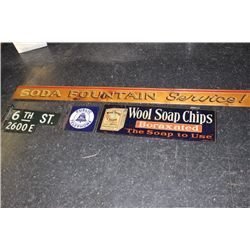 SODA FOUNTAIN Service!
6TH ST.
2600 E
Wool Soap Chips
Boraxated
The Soap to Use